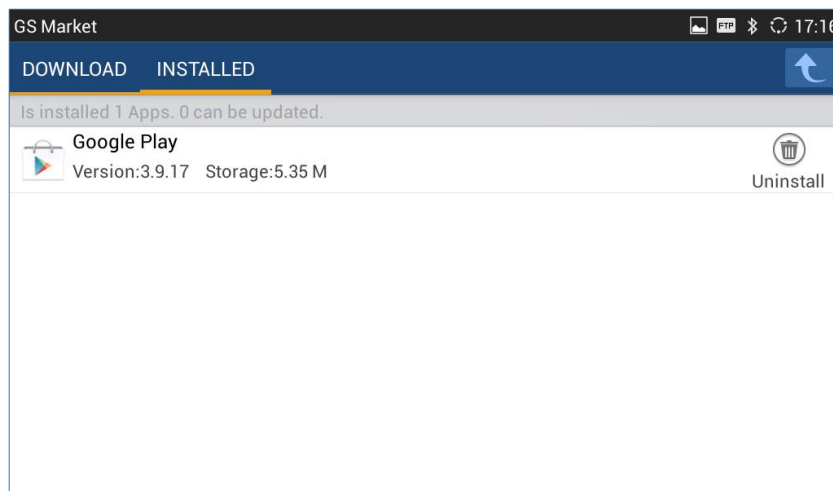 GS Market FTP 17:16
DOWNLOAD INSTALLED
Is installed 1 Apps. 0 can be updated.
Google Play
Version:3.9.17 Storage:5.35 M
Uninstall